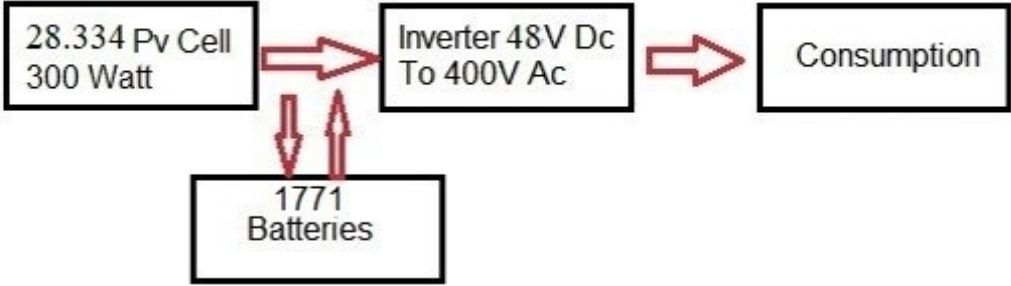 28.334 Pv Cell
300 Watt
Inverter 48V Dc
To 400V Ac
Consumption
1771
Batteries